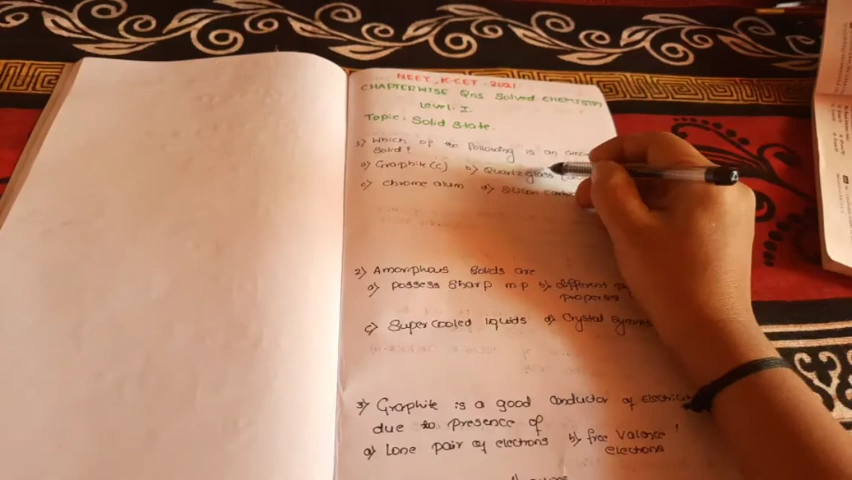 NEET, K-CET - 2021
CHAPTERWISE Qns Solved CHEMISTRY
Level - I
Topic: Solid State.
1) Which of the following is an
Solid?
a) Graphite (c) b) Quartz glass
c) Chrome alum d) Silicon
2) Amorphous Solids are
a) possess Sharp m.p b) different
properties
c) Super cooled liquids d) Crystal
3) Graphite is a good Conductor of
due to presence of
a) Lone pair of electrons b) free Valence
electrons